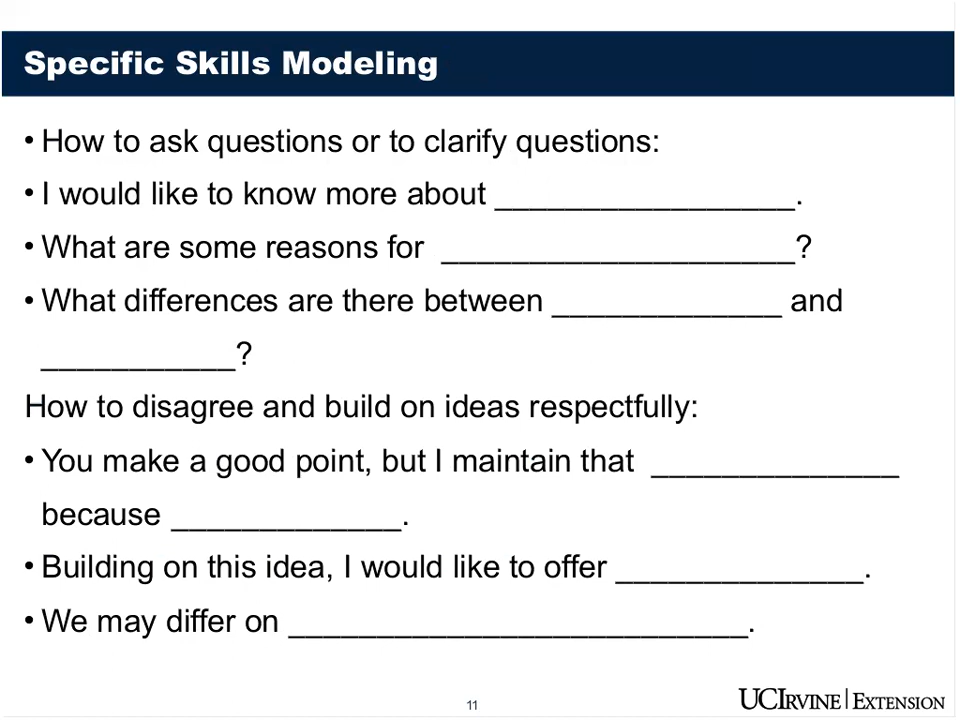 Specific Skills Modeling
• How to ask questions or to clarify questions:
• I would like to know more about _________________.
• What are some reasons for ____________________?
• What differences are there between _____________ and
___________?
How to disagree and build on ideas respectfully:
• You make a good point, but I maintain that ______________
because _____________.
• Building on this idea, I would like to offer ______________.
• We may differ on __________________________.
11
UCIRVINE | EXTENSION